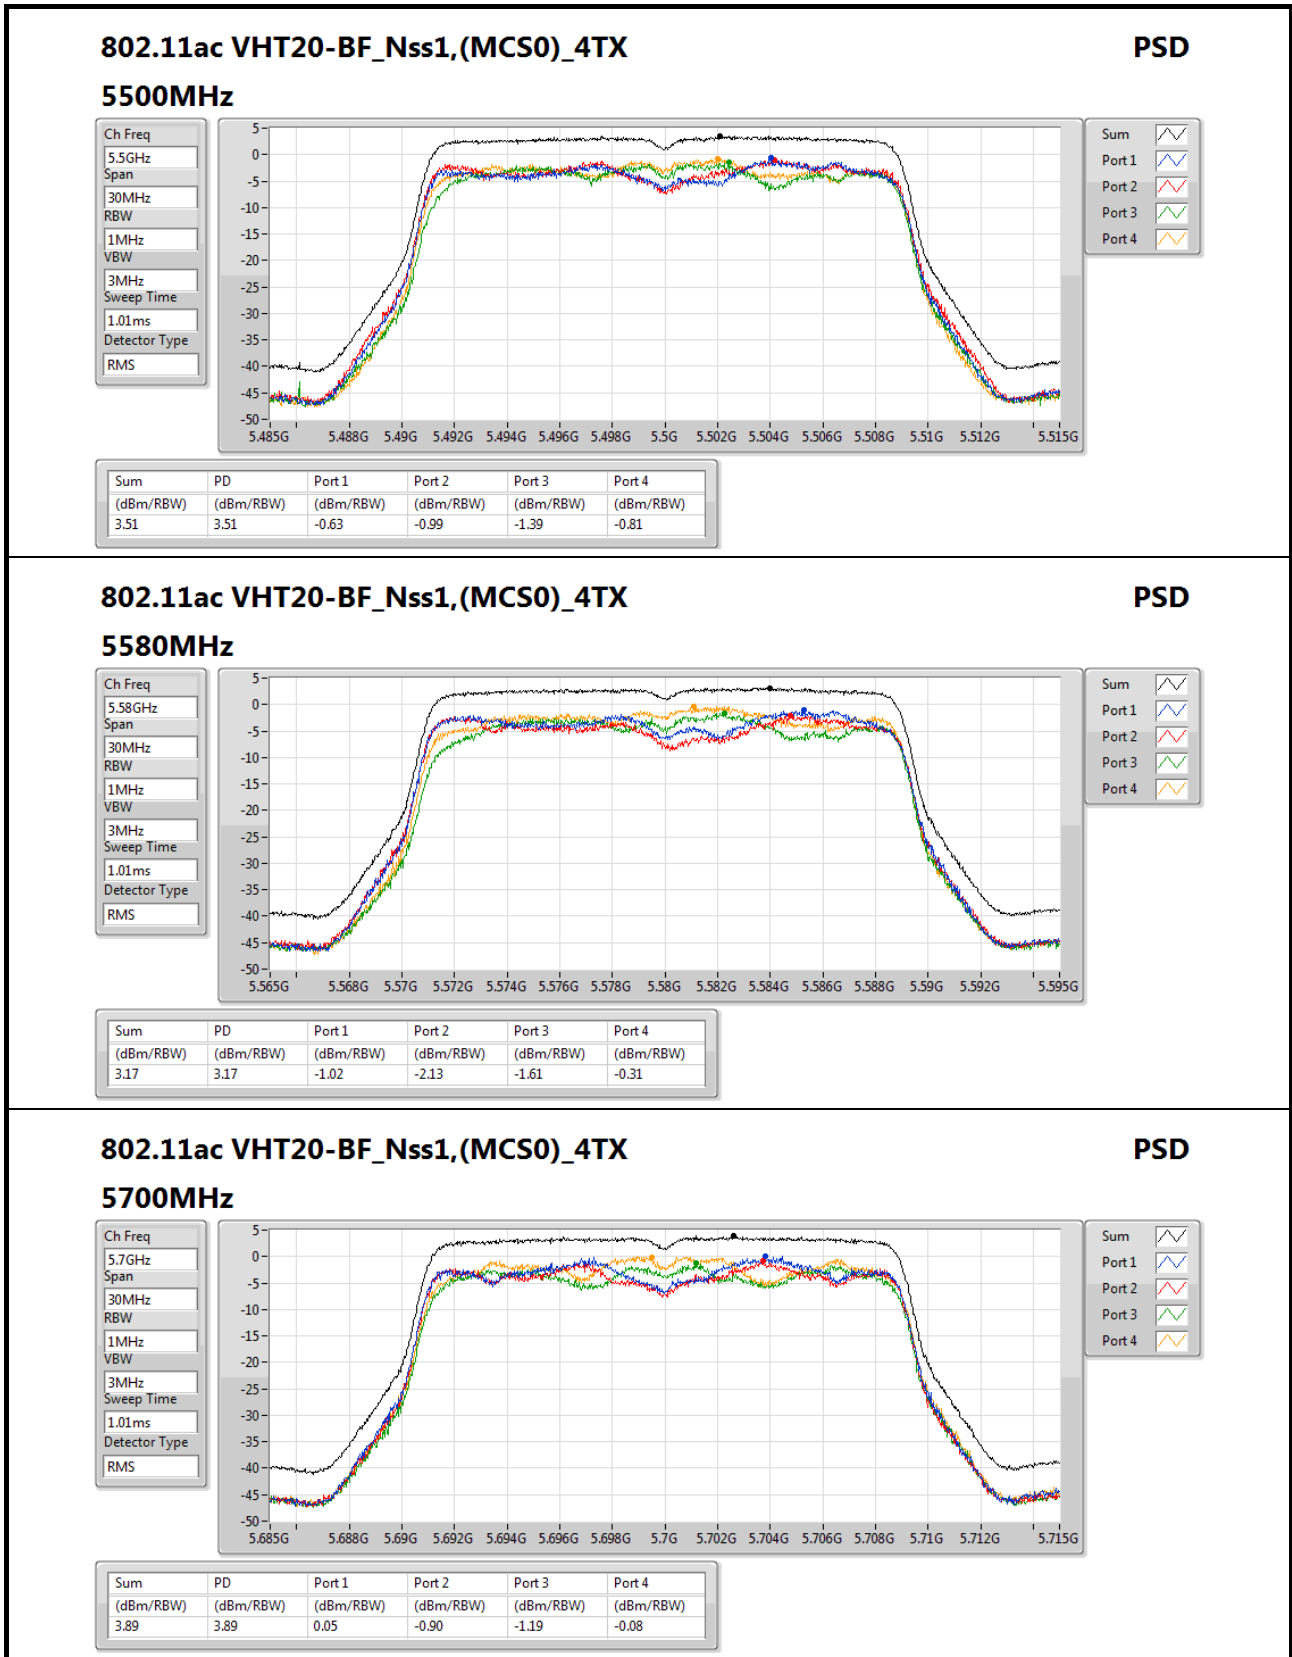 802.11ac VHT20-BF_Nss1,(MCS0)_4TX PSD
5500MHz
Ch Freq
5.5GHz
Span
30MHz
RBW
1MHz
VBW
3MHz
Sweep Time
1.01ms
Detector Type
RMS
5
0
-5
-10
-15
-20
-25
-30
-35
-40
-45
-50
5.485G 5.488G 5.49G 5.492G 5.494G 5.496G 5.498G 5.5G 5.502G 5.504G 5.506G 5.508G 5.51G 5.512G 5.515G
Sum
Port 1
Port 2
Port 3
Port 4
Sum PD Port 1 Port 2 Port 3 Port 4
(dBm/RBW) (dBm/RBW) (dBm/RBW) (dBm/RBW) (dBm/RBW) (dBm/RBW)
3.51 3.51 -0.63 -0.99 -1.39 -0.81
802.11ac VHT20-BF_Nss1,(MCS0)_4TX PSD
5580MHz
Ch Freq
5.58GHz
Span
30MHz
RBW
1MHz
VBW
3MHz
Sweep Time
1.01ms
Detector Type
RMS
5
0
-5
-10
-15
-20
-25
-30
-35
-40
-45
-50
5.565G 5.568G 5.57G 5.572G 5.574G 5.576G 5.578G 5.58G 5.582G 5.584G 5.586G 5.588G 5.59G 5.592G 5.595G
Sum
Port 1
Port 2
Port 3
Port 4
Sum PD Port 1 Port 2 Port 3 Port 4
(dBm/RBW) (dBm/RBW) (dBm/RBW) (dBm/RBW) (dBm/RBW) (dBm/RBW)
3.17 3.17 -1.02 -2.13 -1.61 -0.31
802.11ac VHT20-BF_Nss1,(MCS0)_4TX PSD
5700MHz
Ch Freq
5.7GHz
Span
30MHz
RBW
1MHz
VBW
3MHz
Sweep Time
1.01ms
Detector Type
RMS
5
0
-5
-10
-15
-20
-25
-30
-35
-40
-45
-50
5.685G 5.688G 5.69G 5.692G 5.694G 5.696G 5.698G 5.7G 5.702G 5.704G 5.706G 5.708G 5.71G 5.712G 5.715G
Sum
Port 1
Port 2
Port 3
Port 4
Sum PD Port 1 Port 2 Port 3 Port 4
(dBm/RBW) (dBm/RBW) (dBm/RBW) (dBm/RBW) (dBm/RBW) (dBm/RBW)
3.89 3.89 0.05 -0.90 -1.19 -0.08